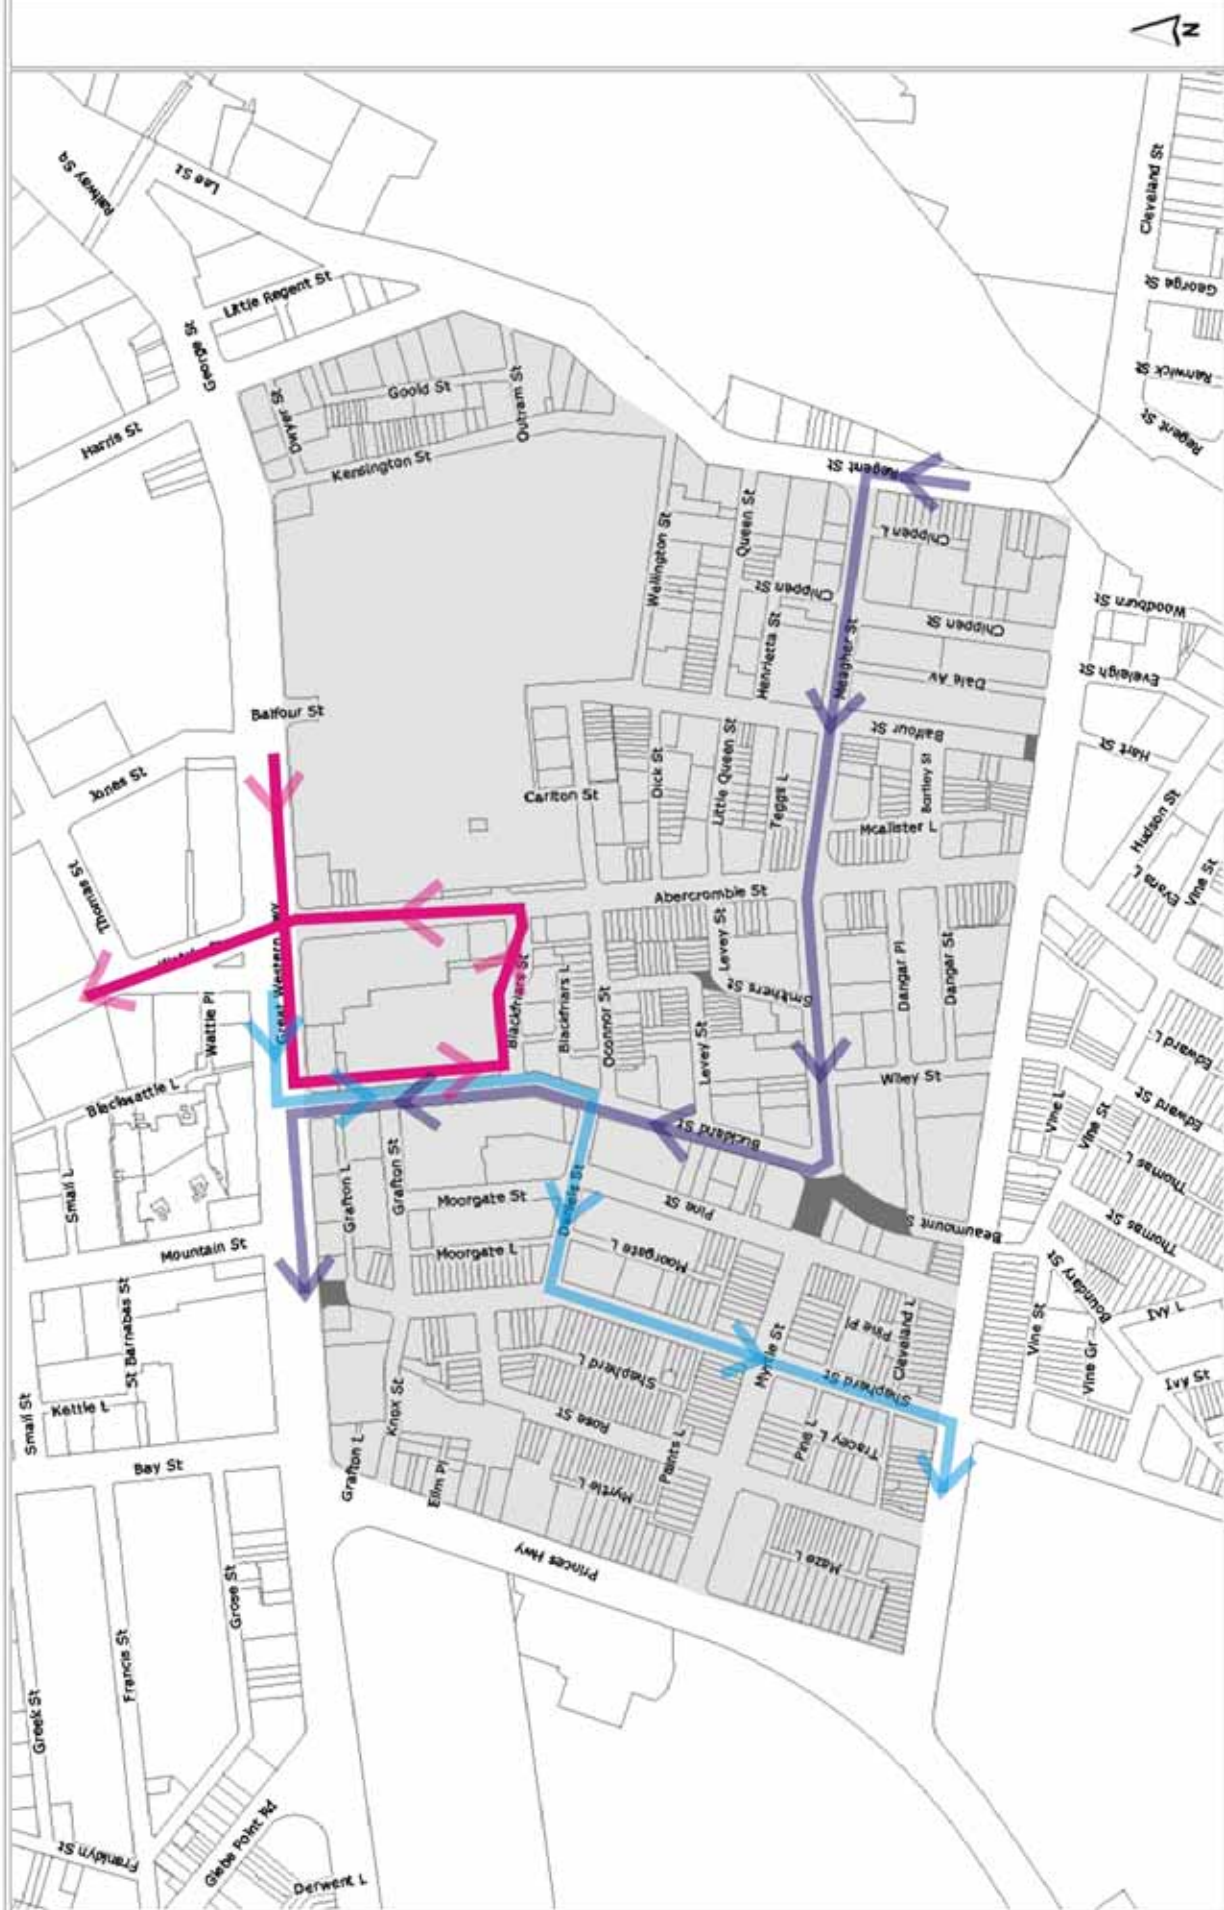 N
Railway Sq
Lee St
Cleveland St
George St
Little Regent St
George St
Renwick St
Regent St
Harris St
Goold St
Dwyer St
Outram St
Kensington St
Regent St
Queen St
Chippen L
Wellington St
Chippen St
Woodburn St
Chippen St
Henrietta St
Meagher St
Eveleigh St
Dale Av
Balfour St
Balfour St
Hart St
Jones St
Little Queen St
Dick St
Bartley St
Teggs L
Carlton St
Hudson St
Mcalister L
Thomas St
Abercrombie St
Evans L
Vine St
Levey St
Great Western
Dangar Pl
Dangar St
Smithers St
Blackfriars St
Blackfriars L
Wattle Pl
Oconnor St
Levey St
Edward L
Wiley St
Blackwattle L
Edward St
Vine L
Vine St
Buckland St
Thomas L
Small L
Grafton L
Grafton St
Moorgate St
Daniels St
Pine St
Thomas St
Beaumount S
Mountain St
Moorgate L
Moorgate L
Boundary St
Ivy L
St Barnabas St
Pine Pl
Cleveland L
Vine St
Vine Gr
Myrtle St
Shepherd L
Shepherd St
Ivy St
Small St
Kettle L
Knox St
Rose St
Paints L
Pine L
Tracey L
Bay St
Grafton L
Elim Pl
Myrtle L
Princes Hwy
Maze L
Grose St
Francis St
Greek St
Franklyn St
Glebe Point Rd
Derwent L